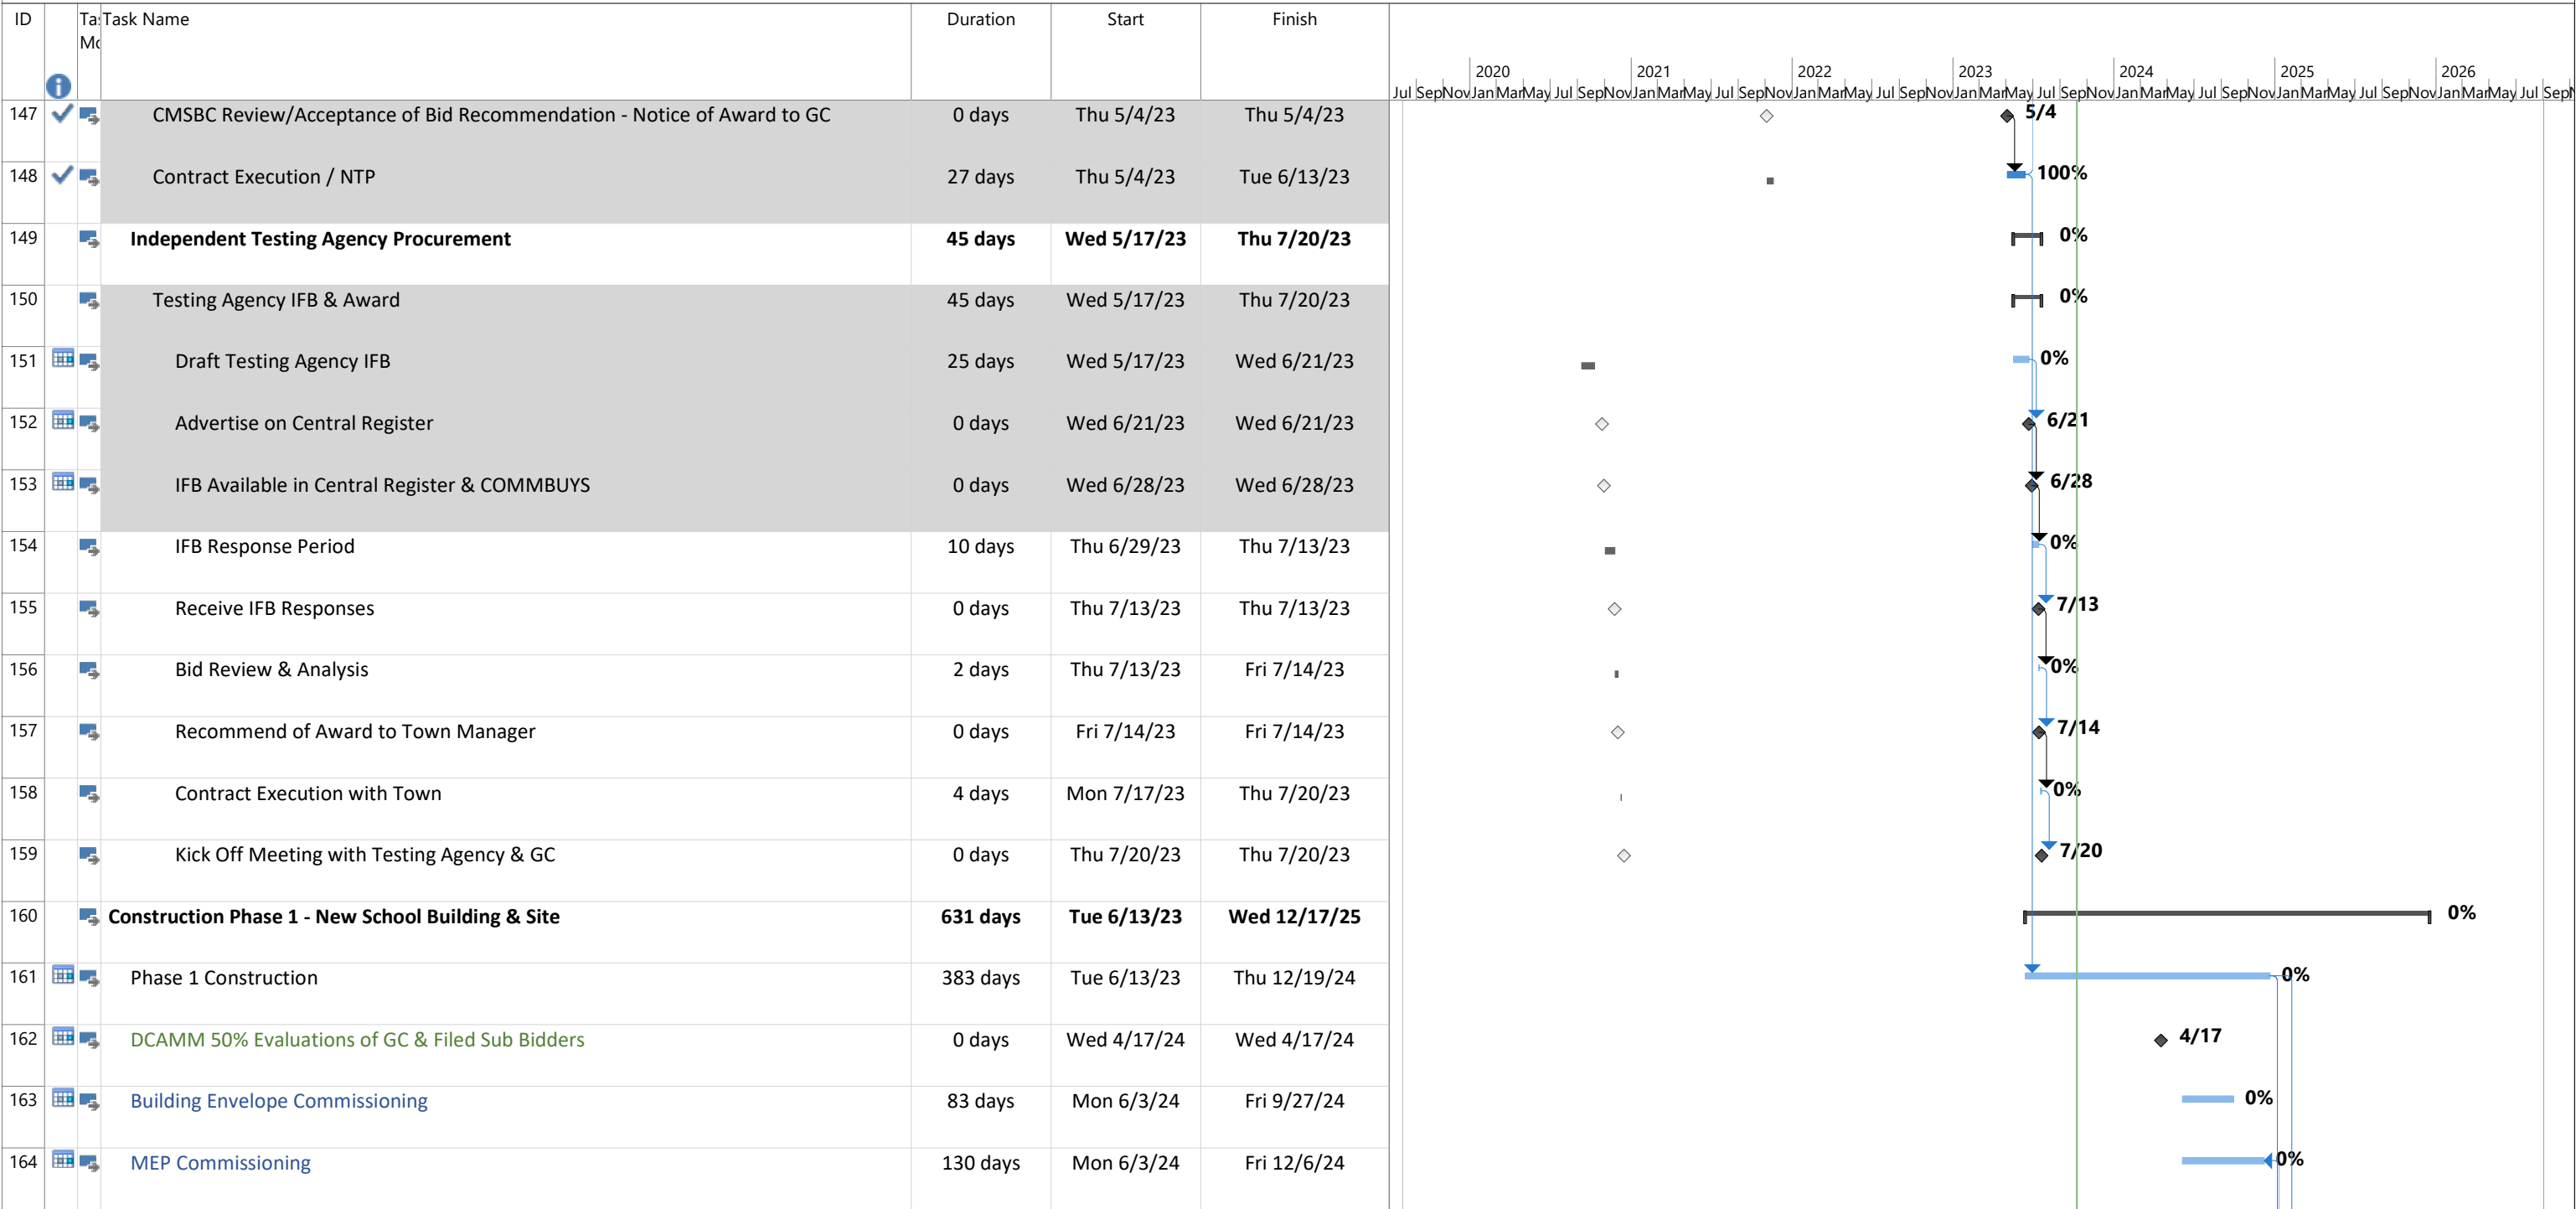 ID Ta: Task Name Duration Start Finish
Mo
2020 2021 2022 2023 2024 2025 2026
Jul Sep Nov Jan Mar May Jul Sep Nov Jan Mar May Jul Sep Nov Jan Mar May Jul Sep Nov Jan Mar May Jul Sep Nov Jan Mar May Jul Sep Nov Jan Mar May Jul Sep Nov Jan Mar May Jul Sep
147 CMSBC Review/Acceptance of Bid Recommendation - Notice of Award to GC 0 days Thu 5/4/23 Thu 5/4/23 5/4
148 Contract Execution / NTP 27 days Thu 5/4/23 Tue 6/13/23 100%
149 Independent Testing Agency Procurement 45 days Wed 5/17/23 Thu 7/20/23 0%
150 Testing Agency IFB & Award 45 days Wed 5/17/23 Thu 7/20/23 0%
151 Draft Testing Agency IFB 25 days Wed 5/17/23 Wed 6/21/23 0%
152 Advertise on Central Register 0 days Wed 6/21/23 Wed 6/21/23 6/21
153 IFB Available in Central Register & COMMBUYS 0 days Wed 6/28/23 Wed 6/28/23 6/28
154 IFB Response Period 10 days Thu 6/29/23 Thu 7/13/23 0%
155 Receive IFB Responses 0 days Thu 7/13/23 Thu 7/13/23 7/13
156 Bid Review & Analysis 2 days Thu 7/13/23 Fri 7/14/23 0%
157 Recommend of Award to Town Manager 0 days Fri 7/14/23 Fri 7/14/23 7/14
158 Contract Execution with Town 4 days Mon 7/17/23 Thu 7/20/23 0%
159 Kick Off Meeting with Testing Agency & GC 0 days Thu 7/20/23 Thu 7/20/23 7/20
160 Construction Phase 1 - New School Building & Site 631 days Tue 6/13/23 Wed 12/17/25 0%
161 Phase 1 Construction 383 days Tue 6/13/23 Thu 12/19/24 0%
162 DCAMM 50% Evaluations of GC & Filed Sub Bidders 0 days Wed 4/17/24 Wed 4/17/24 4/17
163 Building Envelope Commissioning 83 days Mon 6/3/24 Fri 9/27/24 0%
164 MEP Commissioning 130 days Mon 6/3/24 Fri 12/6/24 0%